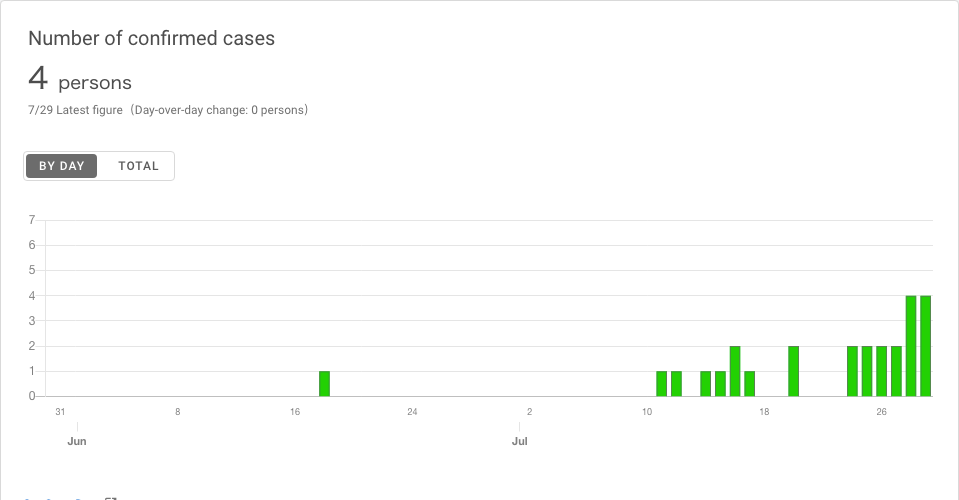 Number of confirmed cases
4 persons
7/29 Latest figure（Day-over-day change: 0 persons）
BY DAY TOTAL
7
6
5
4
3
2
1
0
31 8 16 24 2 10 18 26
Jun Jul